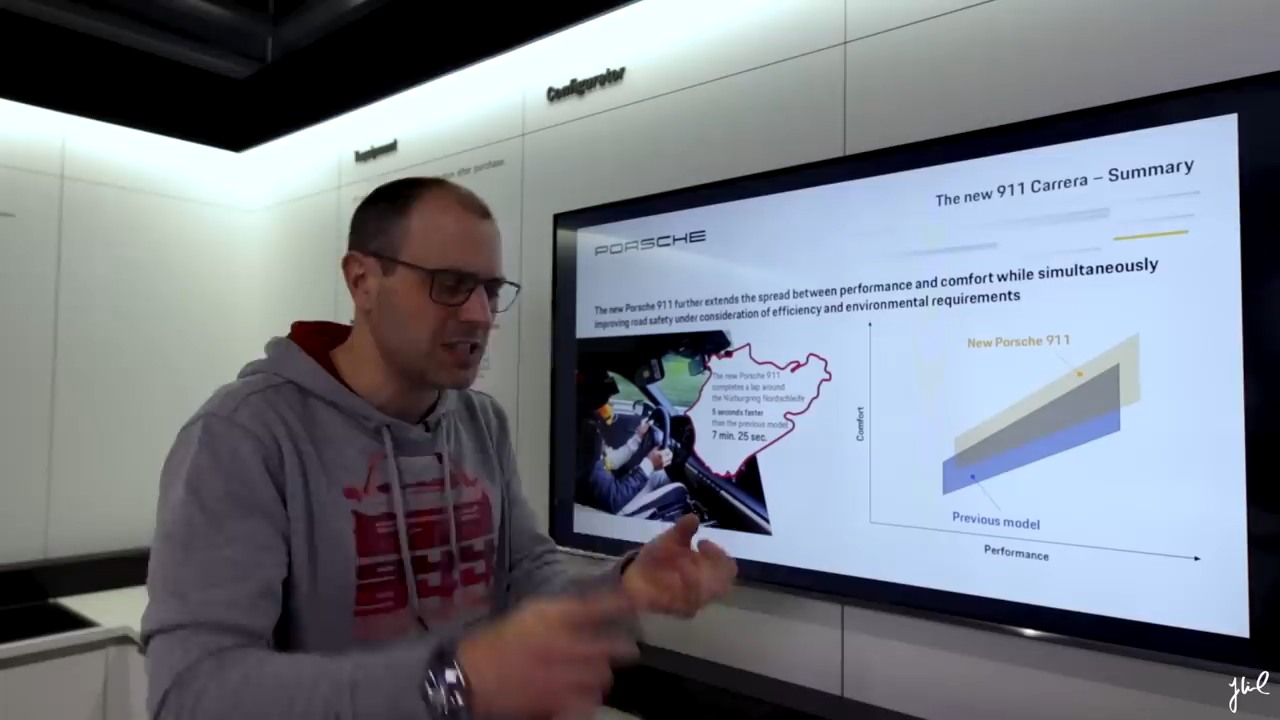 Configurator
Equipment
after purchase.
PORSCHE
The new 911 Carrera – Summary
The new Porsche 911 further extends the spread between performance and comfort while simultaneously
improving road safety under consideration of efficiency and environmental requirements
The new Porsche 911
completes a lap around
the Nürburgring Nordschleife
5 seconds faster
than the previous model
7 min. 25 sec.
New Porsche 911
Comfort
Previous model
Performance